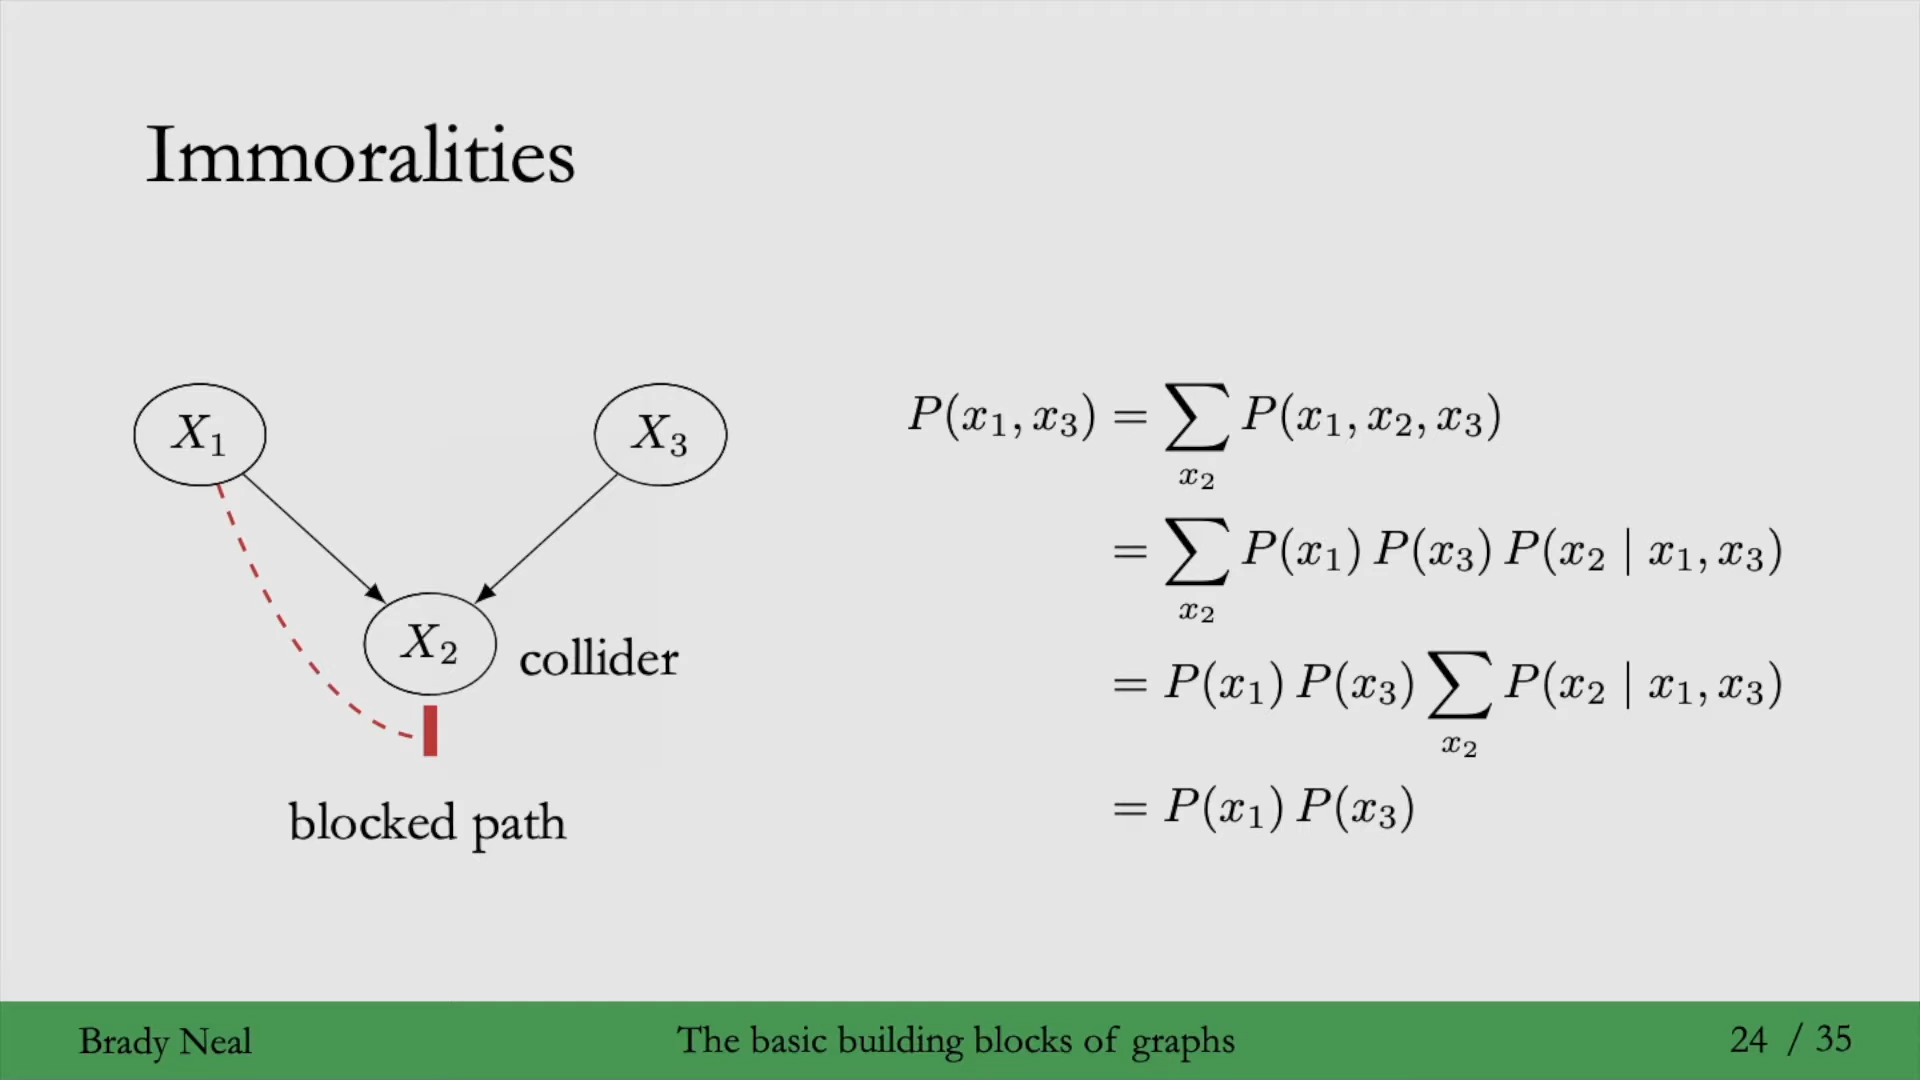 Immoralities
X₁
X₃
X₂
collider
blocked path
P(x₁, x₃) = ∑ₓ₂ P(x₁, x₂, x₃)
= ∑ₓ₂ P(x₁) P(x₃) P(x₂ | x₁, x₃)
= P(x₁) P(x₃) ∑ₓ₂ P(x₂ | x₁, x₃)
= P(x₁) P(x₃)
Brady Neal
The basic building blocks of graphs
24 / 35